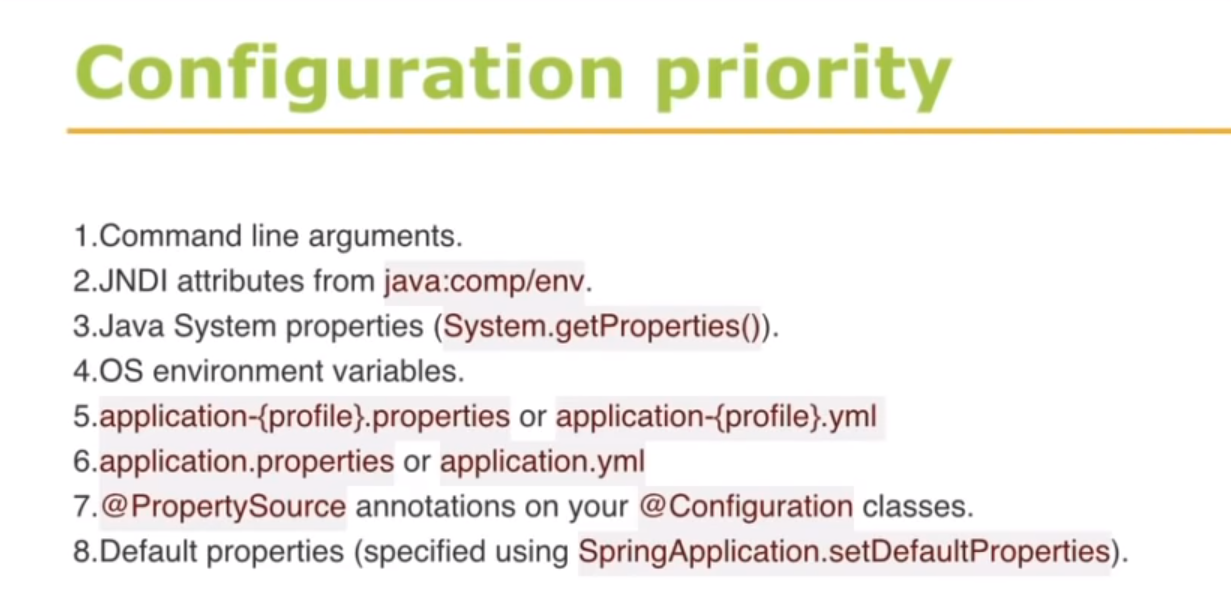 Configuration priority
1.Command line arguments.
2.JNDI attributes from java:comp/env.
3.Java System properties (System.getProperties()).
4.OS environment variables.
5.application-{profile}.properties or application-{profile}.yml
6.application.properties or application.yml
7.@PropertySource annotations on your @Configuration classes.
8.Default properties (specified using SpringApplication.setDefaultProperties).